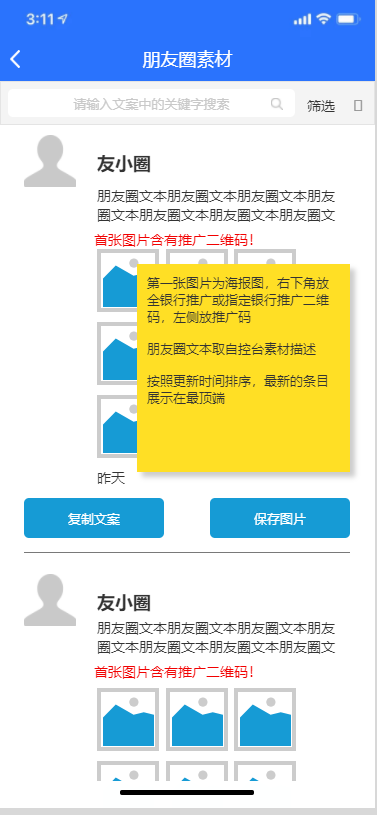 3:11
朋友圈素材
请输入文案中的关键字搜索
筛选
友小圈
朋友圈文本朋友圈文本朋友圈文本朋友
圈文本朋友圈文本朋友圈文本朋友圈文
首张图片含有推广二维码！
第一张图片为海报图，右下角放
全银行推广或指定银行推广二维
码，左侧放推广码
朋友圈文本取自控台素材描述
按照更新时间排序，最新的条目
展示在最顶端
昨天
复制文案
保存图片
友小圈
朋友圈文本朋友圈文本朋友圈文本朋友
圈文本朋友圈文本朋友圈文本朋友圈文
首张图片含有推广二维码！